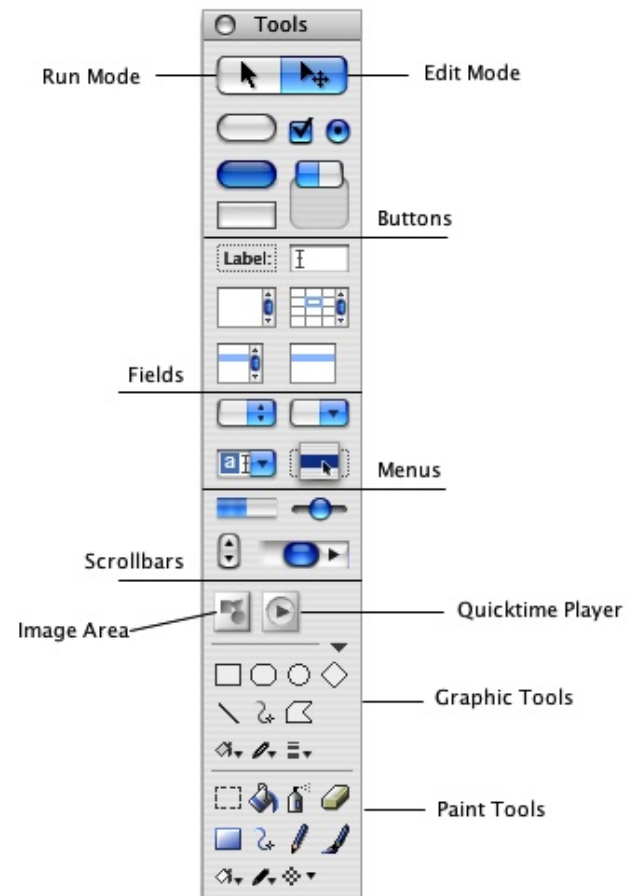 Tools
Run Mode
Edit Mode
Buttons
Label:
Fields
a
Menus
Scrollbars
Image Area
Quicktime Player
Graphic Tools
Paint Tools